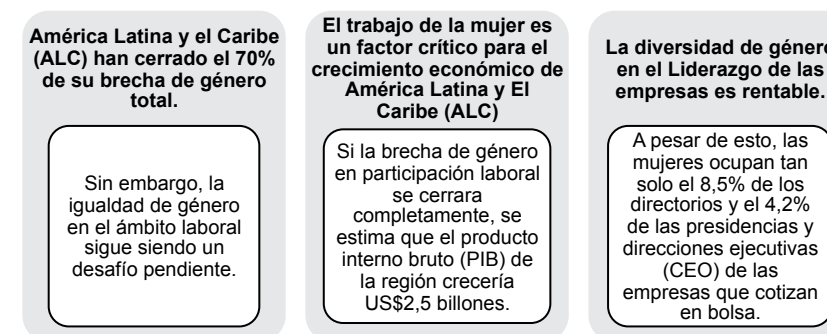 América Latina y el Caribe
(ALC) han cerrado el 70%
de su brecha de género
total.
Sin embargo, la
igualdad de género
en el ámbito laboral
sigue siendo un
desafío pendiente.
El trabajo de la mujer es
un factor crítico para el
crecimiento económico de
América Latina y El
Caribe (ALC)
Si la brecha de género
en participación laboral
se cerrara
completamente, se
estima que el producto
interno bruto (PIB) de
la región crecería
US$2,5 billones.
La diversidad de género
en el Liderazgo de las
empresas es rentable.
A pesar de esto, las
mujeres ocupan tan
solo el 8,5% de los
directorios y el 4,2%
de las presidencias y
direcciones ejecutivas
(CEO) de las
empresas que cotizan
en bolsa.